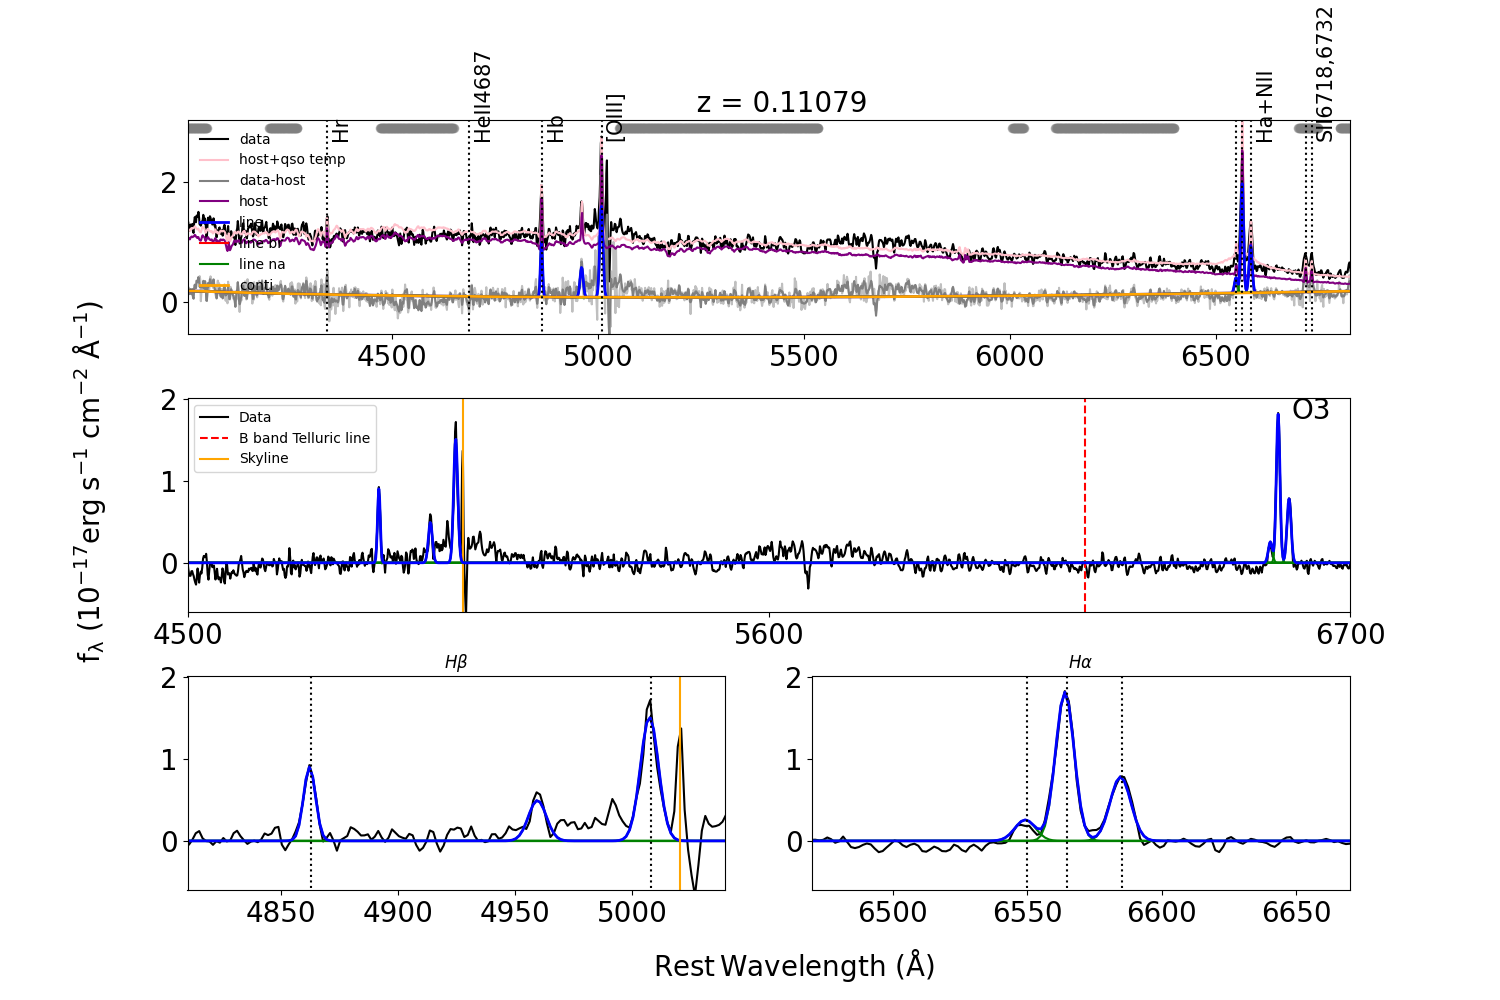 Hr
HeII4687
Hb
[OIII]
Ha+NII
SII6718,6732
z = 0.11079
data
host+qso temp
data-host
host
line
line br
line na
conti
2
0
4500
5000
5500
6000
6500
fλ (10−17erg s−1 cm−2 Å−1)
O3
Data
B band Telluric line
Skyline
2
1
0
4500
5600
6700
Hβ
2
1
0
4850
4900
4950
5000
Hα
2
1
0
6500
6550
6600
6650
Rest Wavelength (Å)